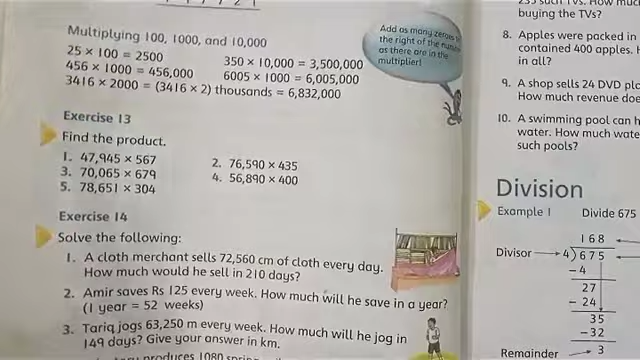 Multiplying 100, 1000, and 10,000
25 × 100 = 2500
350 × 10,000 = 3,500,000
456 × 1000 = 456,000
6005 × 1000 = 6,005,000
3416 × 2000 = (3416 × 2) thousands = 6,832,000
Add as many zeroes to
the right of the
as there are in the
multiplier!
Exercise 13
Find the product.
1. 47,945 × 567
2. 76,590 × 435
3. 70,065 × 679
4. 56,890 × 400
5. 78,651 × 304
Exercise 14
Solve the following:
1. A cloth merchant sells 72,560 cm of cloth every day.
How much would he sell in 210 days?
2. Amir saves Rs 125 every week. How much will he save in a year?
(1 year = 52 weeks)
3. Tariq jogs 63,250 m every week. How much will he jog in
149 days? Give your answer in km.
produces 1080
235 such TVs. How
buying the TVs?
8. Apples were packed in
contained 400 apples.
in all?
9. A shop sells 24 DVD
How much revenue
10. A swimming pool can
water. How much
such pools?
Division
Example 1 Divide 675
168
Divisor 4)675
-4
27
-24
35
-32
Remainder 3